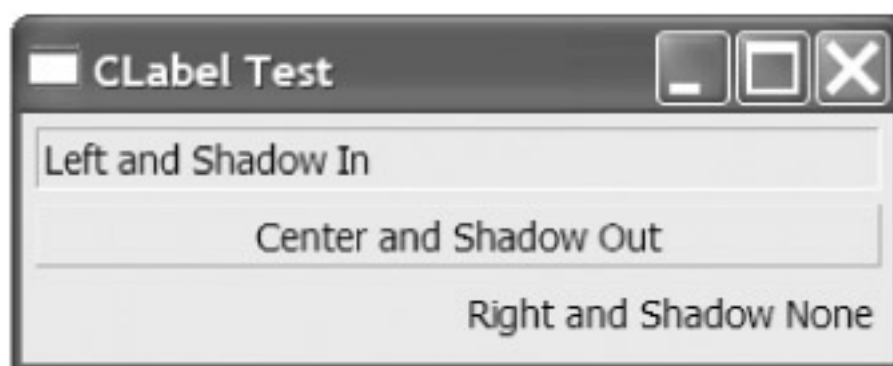 CLabel Test
Left and Shadow In
Center and Shadow Out
Right and Shadow None